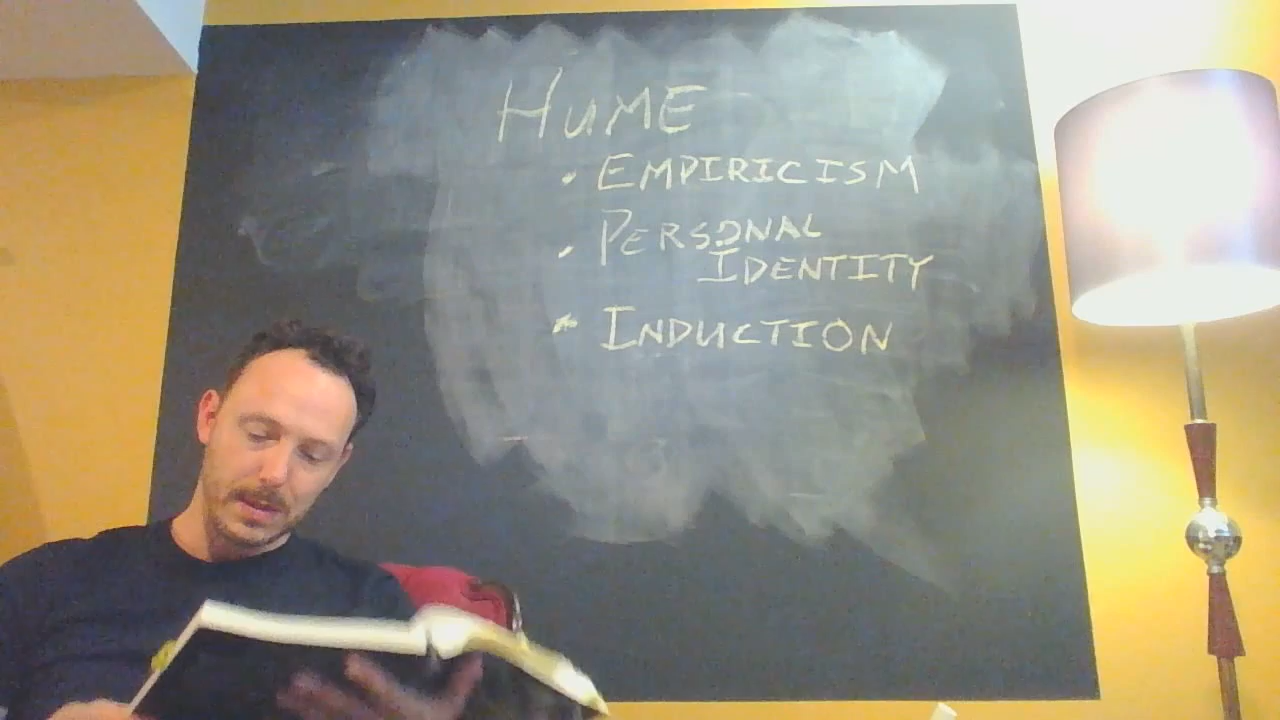 HUME
• EMPIRICISM
• PERSONAL
IDENTITY
• INDUCTION